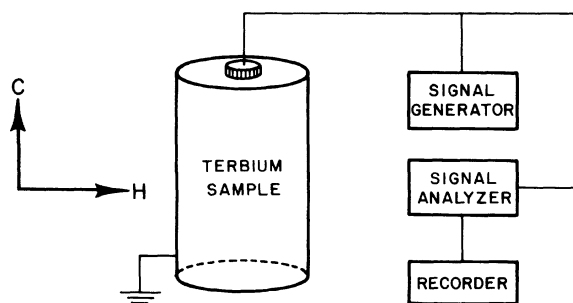 C
H
TERBIUM
SAMPLE
SIGNAL
GENERATOR
SIGNAL
ANALYZER
RECORDER